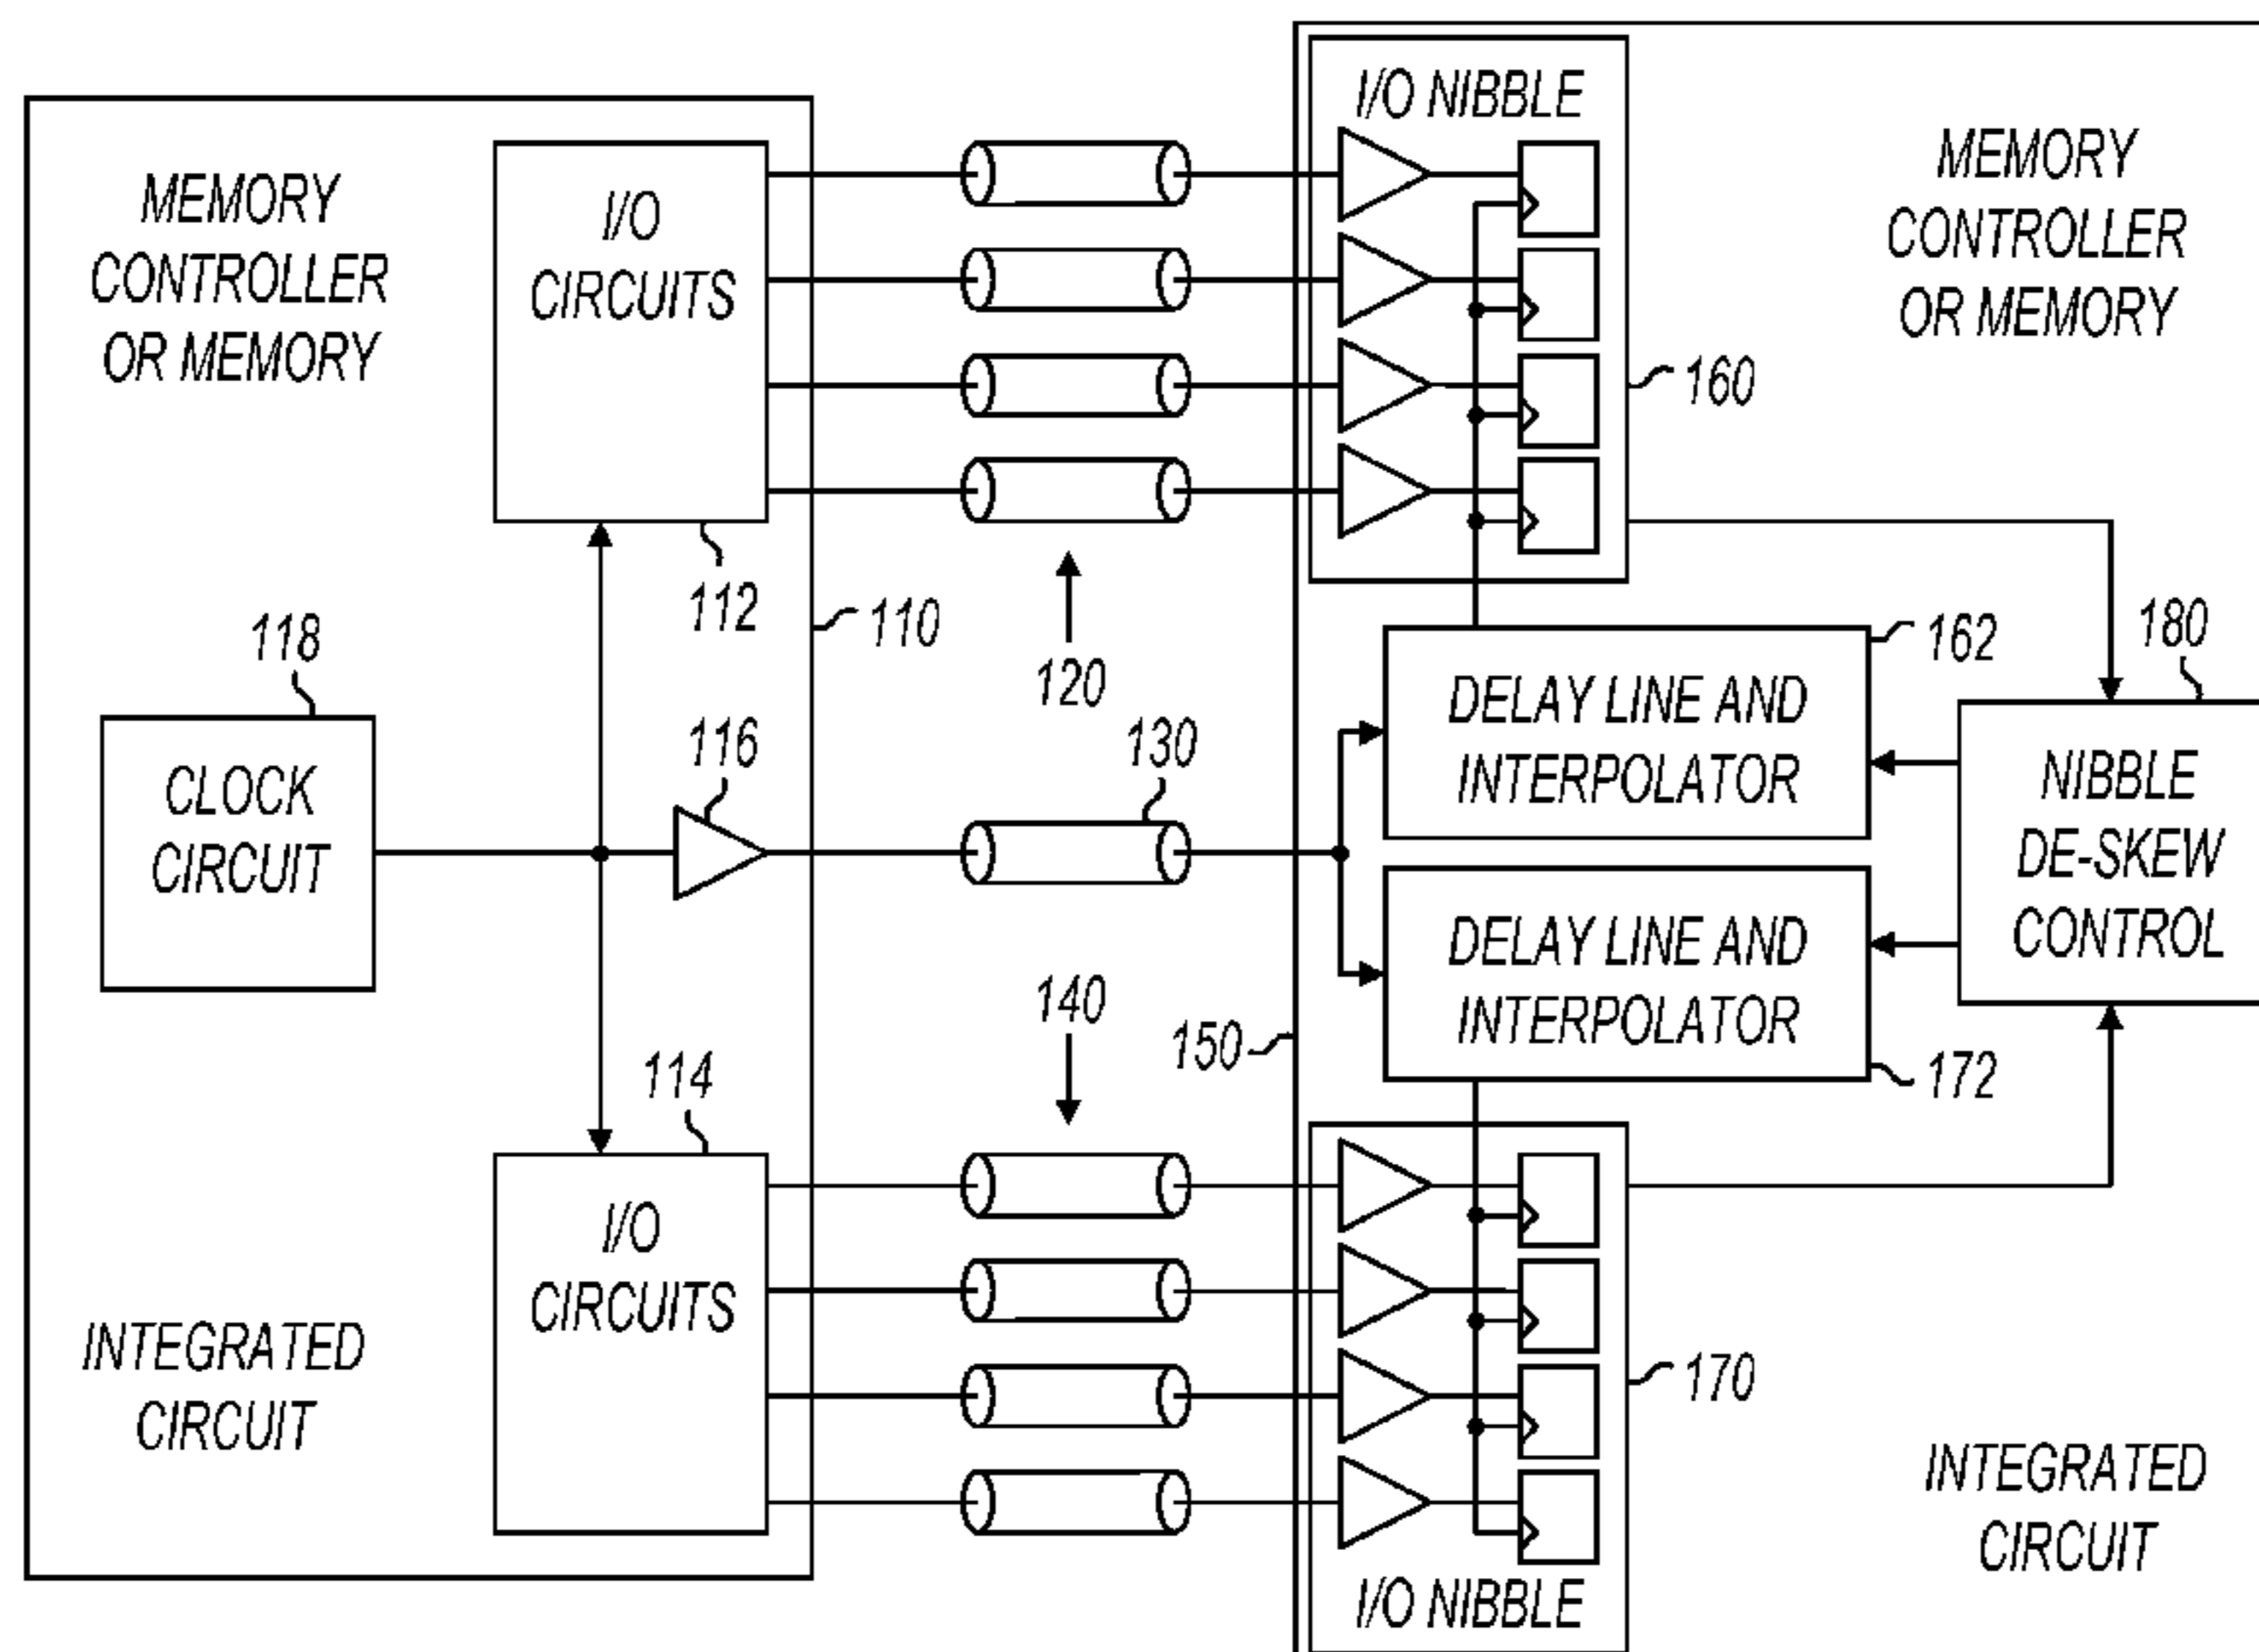 I/O NIBBLE
MEMORY
CONTROLLER
OR MEMORY
I/O
CIRCUITS
MEMORY
CONTROLLER
OR MEMORY
160
112
110
118
120
162
180
116
130
CLOCK
CIRCUIT
DELAY LINE AND
INTERPOLATOR
NIBBLE
DE-SKEW
CONTROL
DELAY LINE AND
INTERPOLATOR
140
150
172
114
I/O
CIRCUITS
INTEGRATED
CIRCUIT
170
INTEGRATED
CIRCUIT
I/O NIBBLE